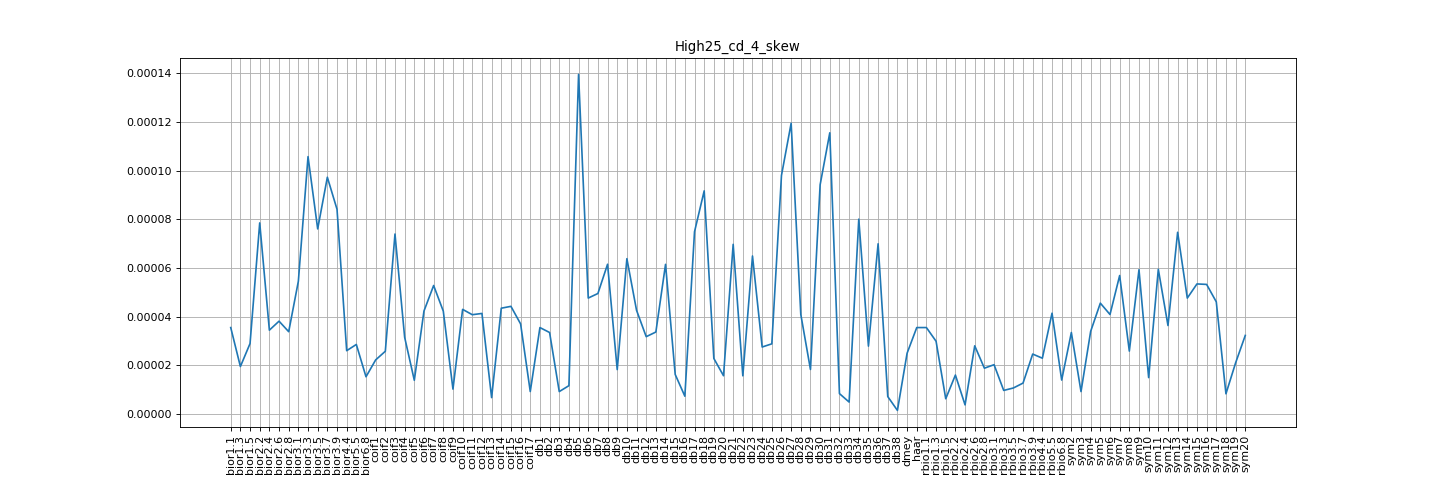 High25_cd_4_skew
0.00014
0.00012
0.00010
0.00008
0.00006
0.00004
0.00002
0.00000
bior1.1
bior1.3
bior1.5
bior2.2
bior2.4
bior2.6
bior2.8
bior3.1
bior3.3
bior3.5
bior3.7
bior3.9
bior4.4
bior5.5
bior6.8
coif1
coif2
coif3
coif4
coif5
coif6
coif7
coif8
coif9
coif10
coif11
coif12
coif13
coif14
coif15
coif16
coif17
db1
db2
db3
db4
db5
db6
db7
db8
db9
db10
db11
db12
db13
db14
db15
db16
db17
db18
db19
db20
db21
db22
db23
db24
db25
db26
db27
db28
db29
db30
db31
db32
db33
db34
db35
db36
db37
db38
dmey
haar
rbio1.1
rbio1.3
rbio1.5
rbio2.2
rbio2.4
rbio2.6
rbio2.8
rbio3.1
rbio3.3
rbio3.5
rbio3.7
rbio3.9
rbio4.4
rbio5.5
rbio6.8
sym2
sym3
sym4
sym5
sym6
sym7
sym8
sym9
sym10
sym11
sym12
sym13
sym14
sym15
sym16
sym17
sym18
sym19
sym20